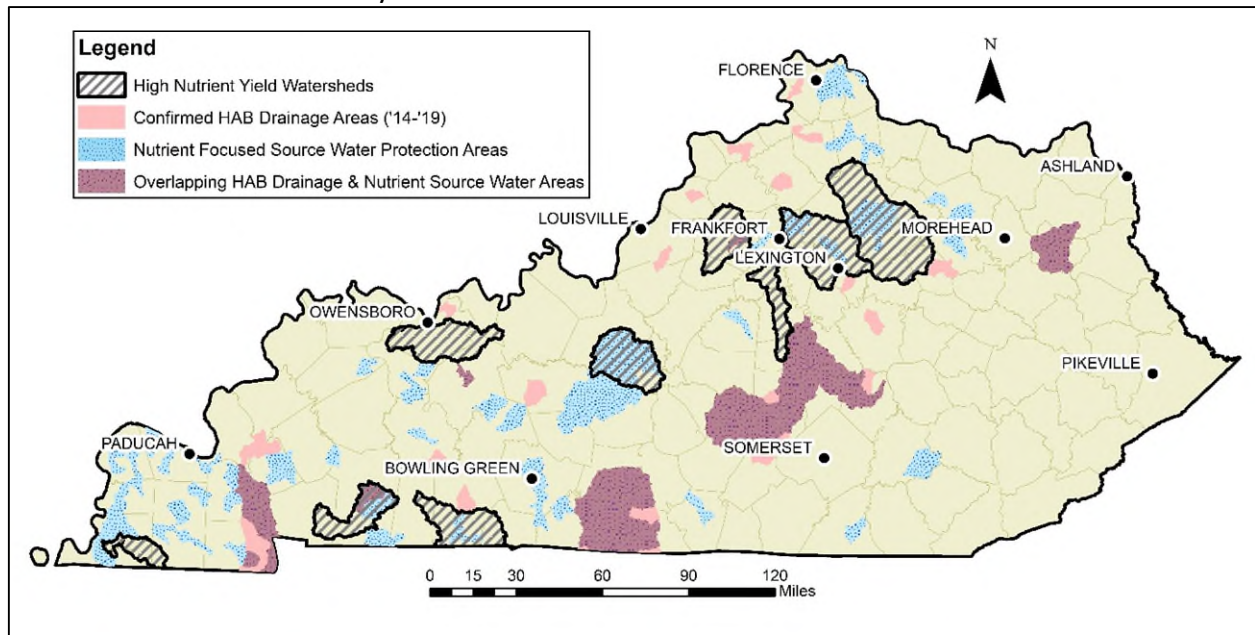 Legend
High Nutrient Yield Watersheds
Confirmed HAB Drainage Areas ('14-'19)
Nutrient Focused Source Water Protection Areas
Overlapping HAB Drainage & Nutrient Source Water Areas
N
FLORENCE
ASHLAND
LOUISVILLE
FRANKFORT
MOREHEAD
LEXINGTON
OWENSBORO
PIKEVILLE
PADUCAH
SOMERSET
BOWLING GREEN
0 15 30 60 90 120
Miles